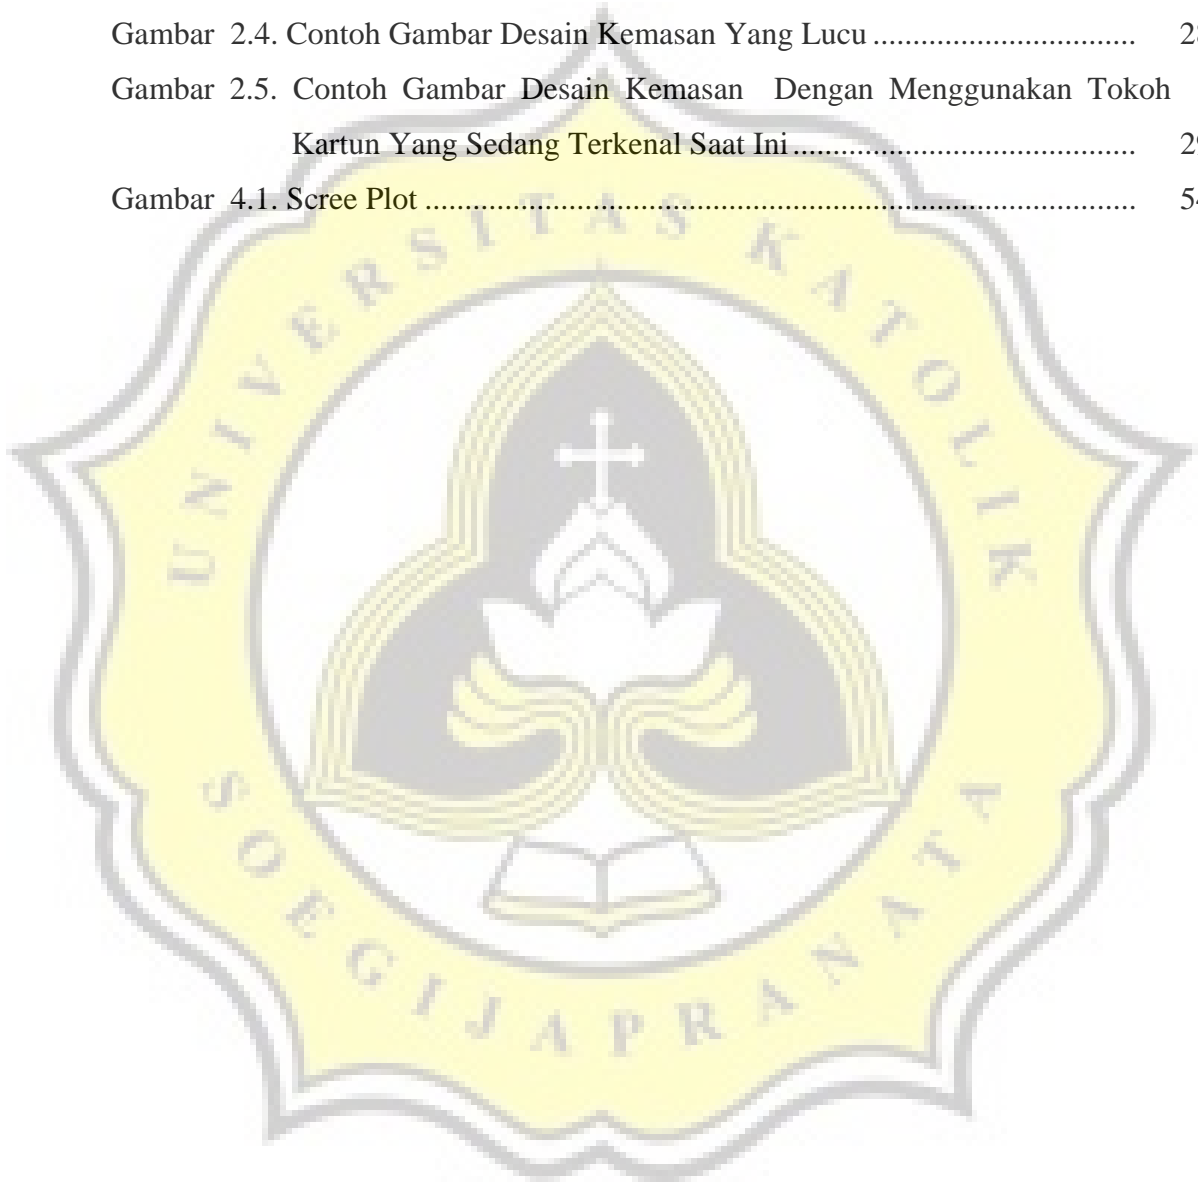 Gambar 2.4. Contoh Gambar Desain Kemasan Yang Lucu .................................
Gambar 2.5. Contoh Gambar Desain Kemasan Dengan Menggunakan Tokoh
Kartun Yang Sedang Terkenal Saat Ini ...........................................
Gambar 4.1. Scree Plot .........................................................................................
UNIVERSITAS KATOLIK
SOEGIJAPRANATA